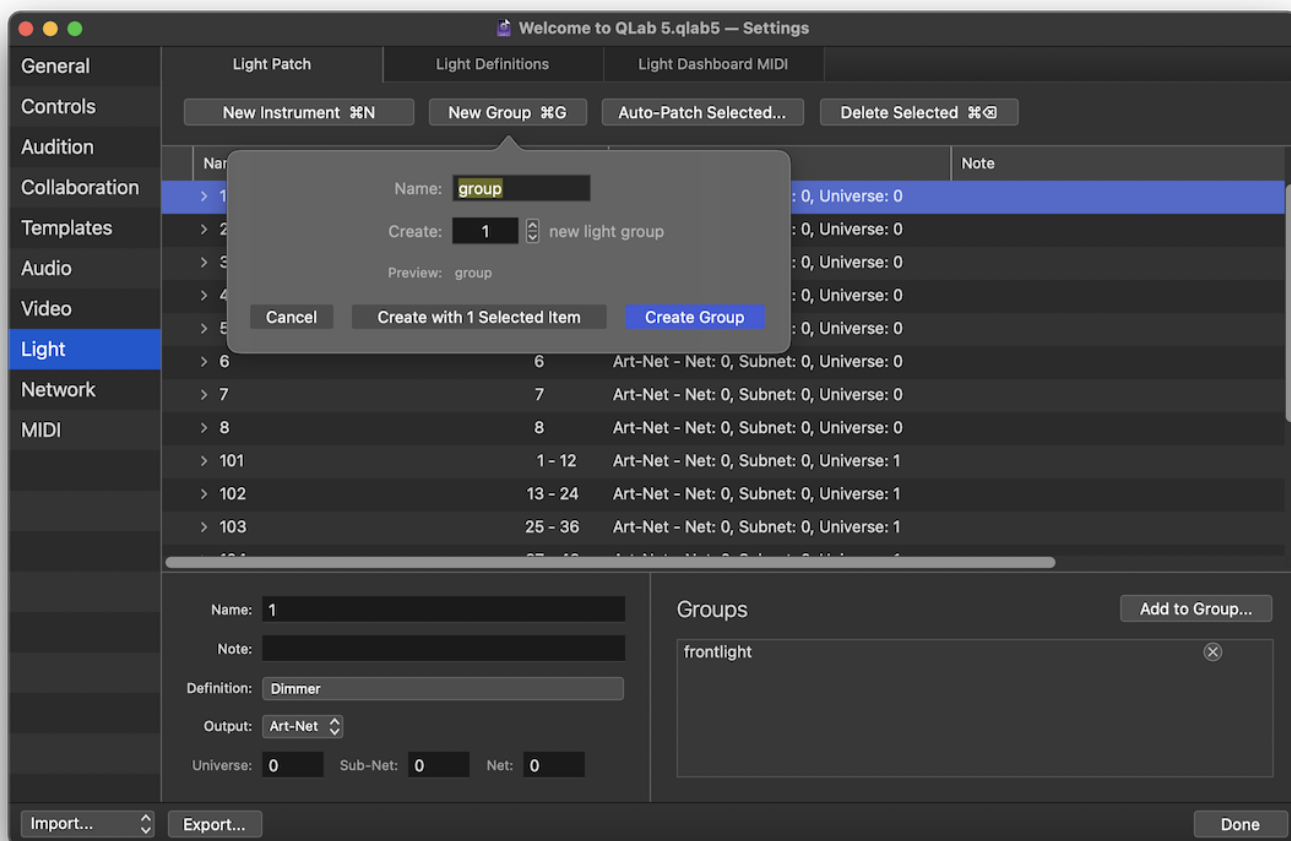 Welcome to QLab 5.qlab5 — Settings
General
Controls
Audition
Collaboration
Templates
Audio
Video
Light
Network
MIDI
Light Patch Light Definitions Light Dashboard MIDI
New Instrument ⌘N New Group ⌘G Auto-Patch Selected... Delete Selected ⌘⌫
Note
1 : 0, Universe: 0
2 : 0, Universe: 0
3 : 0, Universe: 0
4 : 0, Universe: 0
5 : 0, Universe: 0
Name: group
Create: 1 new light group
Preview: group
Cancel Create with 1 Selected Item Create Group
6 6 Art-Net - Net: 0, Subnet: 0, Universe: 0
7 7 Art-Net - Net: 0, Subnet: 0, Universe: 0
8 8 Art-Net - Net: 0, Subnet: 0, Universe: 0
101 1 - 12 Art-Net - Net: 0, Subnet: 0, Universe: 1
102 13 - 24 Art-Net - Net: 0, Subnet: 0, Universe: 1
103 25 - 36 Art-Net - Net: 0, Subnet: 0, Universe: 1
Name: 1
Note:
Definition: Dimmer
Output: Art-Net
Universe: 0 Sub-Net: 0 Net: 0
Groups Add to Group...
frontlight
Import... Export... Done